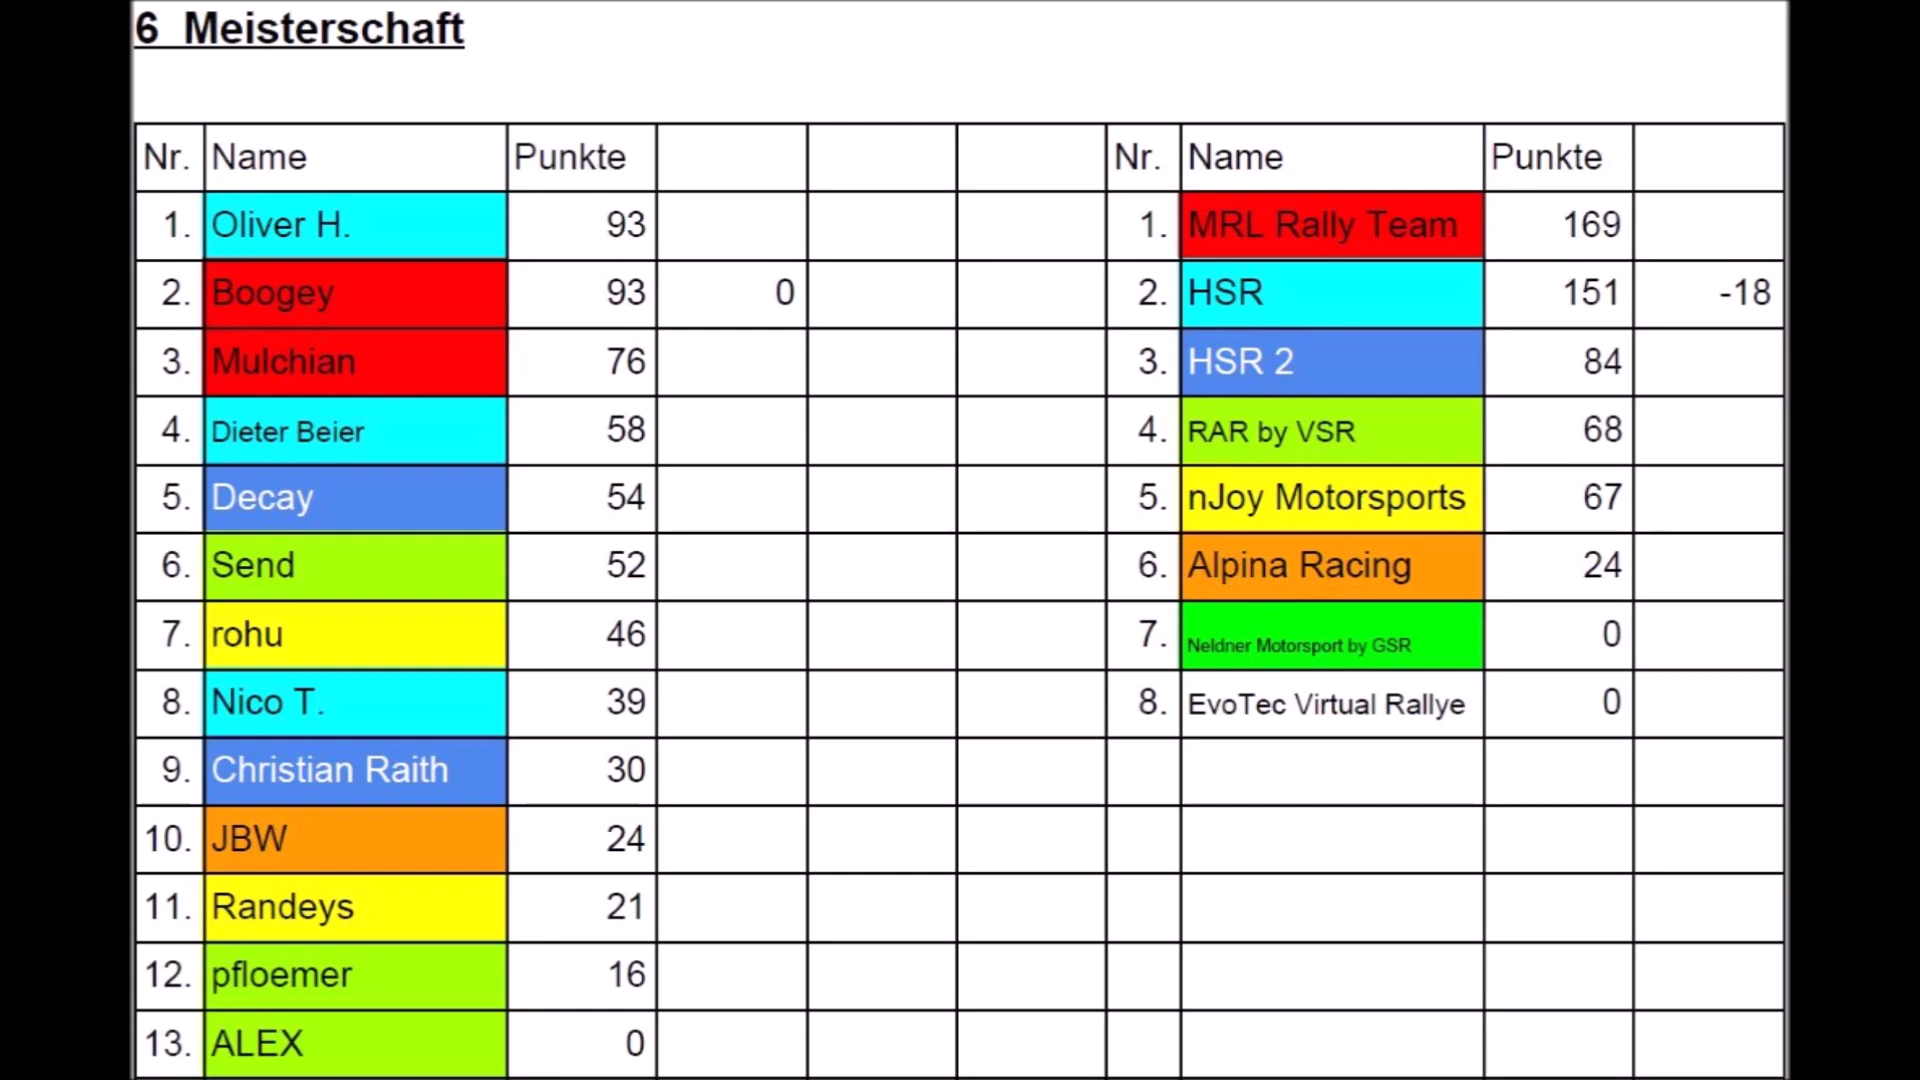 6 Meisterschaft
Nr. Name Punkte Nr. Name Punkte
1. Oliver H. 93 1. MRL Rally Team 169
2. Boogey 93 0 2. HSR 151 -18
3. Mulchian 76 3. HSR 2 84
4. Dieter Beier 58 4. RAR by VSR 68
5. Decay 54 5. nJoy Motorsports 67
6. Send 52 6. Alpina Racing 24
7. rohu 46 7. Neldner Motorsport by GSR 0
8. Nico T. 39 8. EvoTec Virtual Rallye 0
9. Christian Raith 30
10. JBW 24
11. Randeys 21
12. pfloemer 16
13. ALEX 0